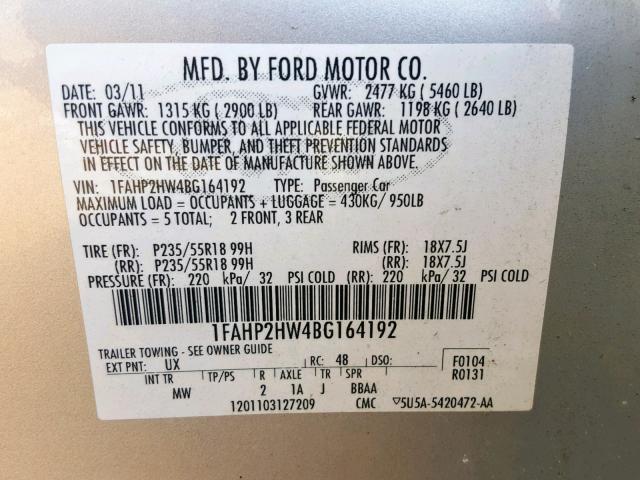 MFD. BY FORD MOTOR CO.
DATE: 03/11 GVWR: 2477 KG ( 5460 LB)
FRONT GAWR: 1315 KG ( 2900 LB) REAR GAWR: 1198 KG ( 2640 LB)
THIS VEHICLE CONFORMS TO ALL APPLICABLE FEDERAL MOTOR
VEHICLE SAFETY, BUMPER, AND THEFT PREVENTION STANDARDS
IN EFFECT ON THE DATE OF MANUFACTURE SHOWN ABOVE.
VIN: 1FAHP2HW4BG164192 TYPE: Passenger Car
MAXIMUM LOAD = OCCUPANTS + LUGGAGE = 430KG/ 950LB
OCCUPANTS = 5 TOTAL; 2 FRONT, 3 REAR
TIRE (FR): P235/55R18 99H RIMS (FR): 18X7.5J
(RR): P235/55R18 99H (RR): 18X7.5J
PRESSURE (FR): 220 kPa/ 32 PSI COLD (RR): 220 kPa/ 32 PSI COLD
1FAHP2HW4BG164192
TRAILER TOWING - SEE OWNER GUIDE
EXT PNT: UX RC: 48 DSO: F0104
INT TR TP/PS R AXLE TR SPR R0131
MW 2 1A J BBAA
1201103127209 CMC ▽5U5A-5420472-AA